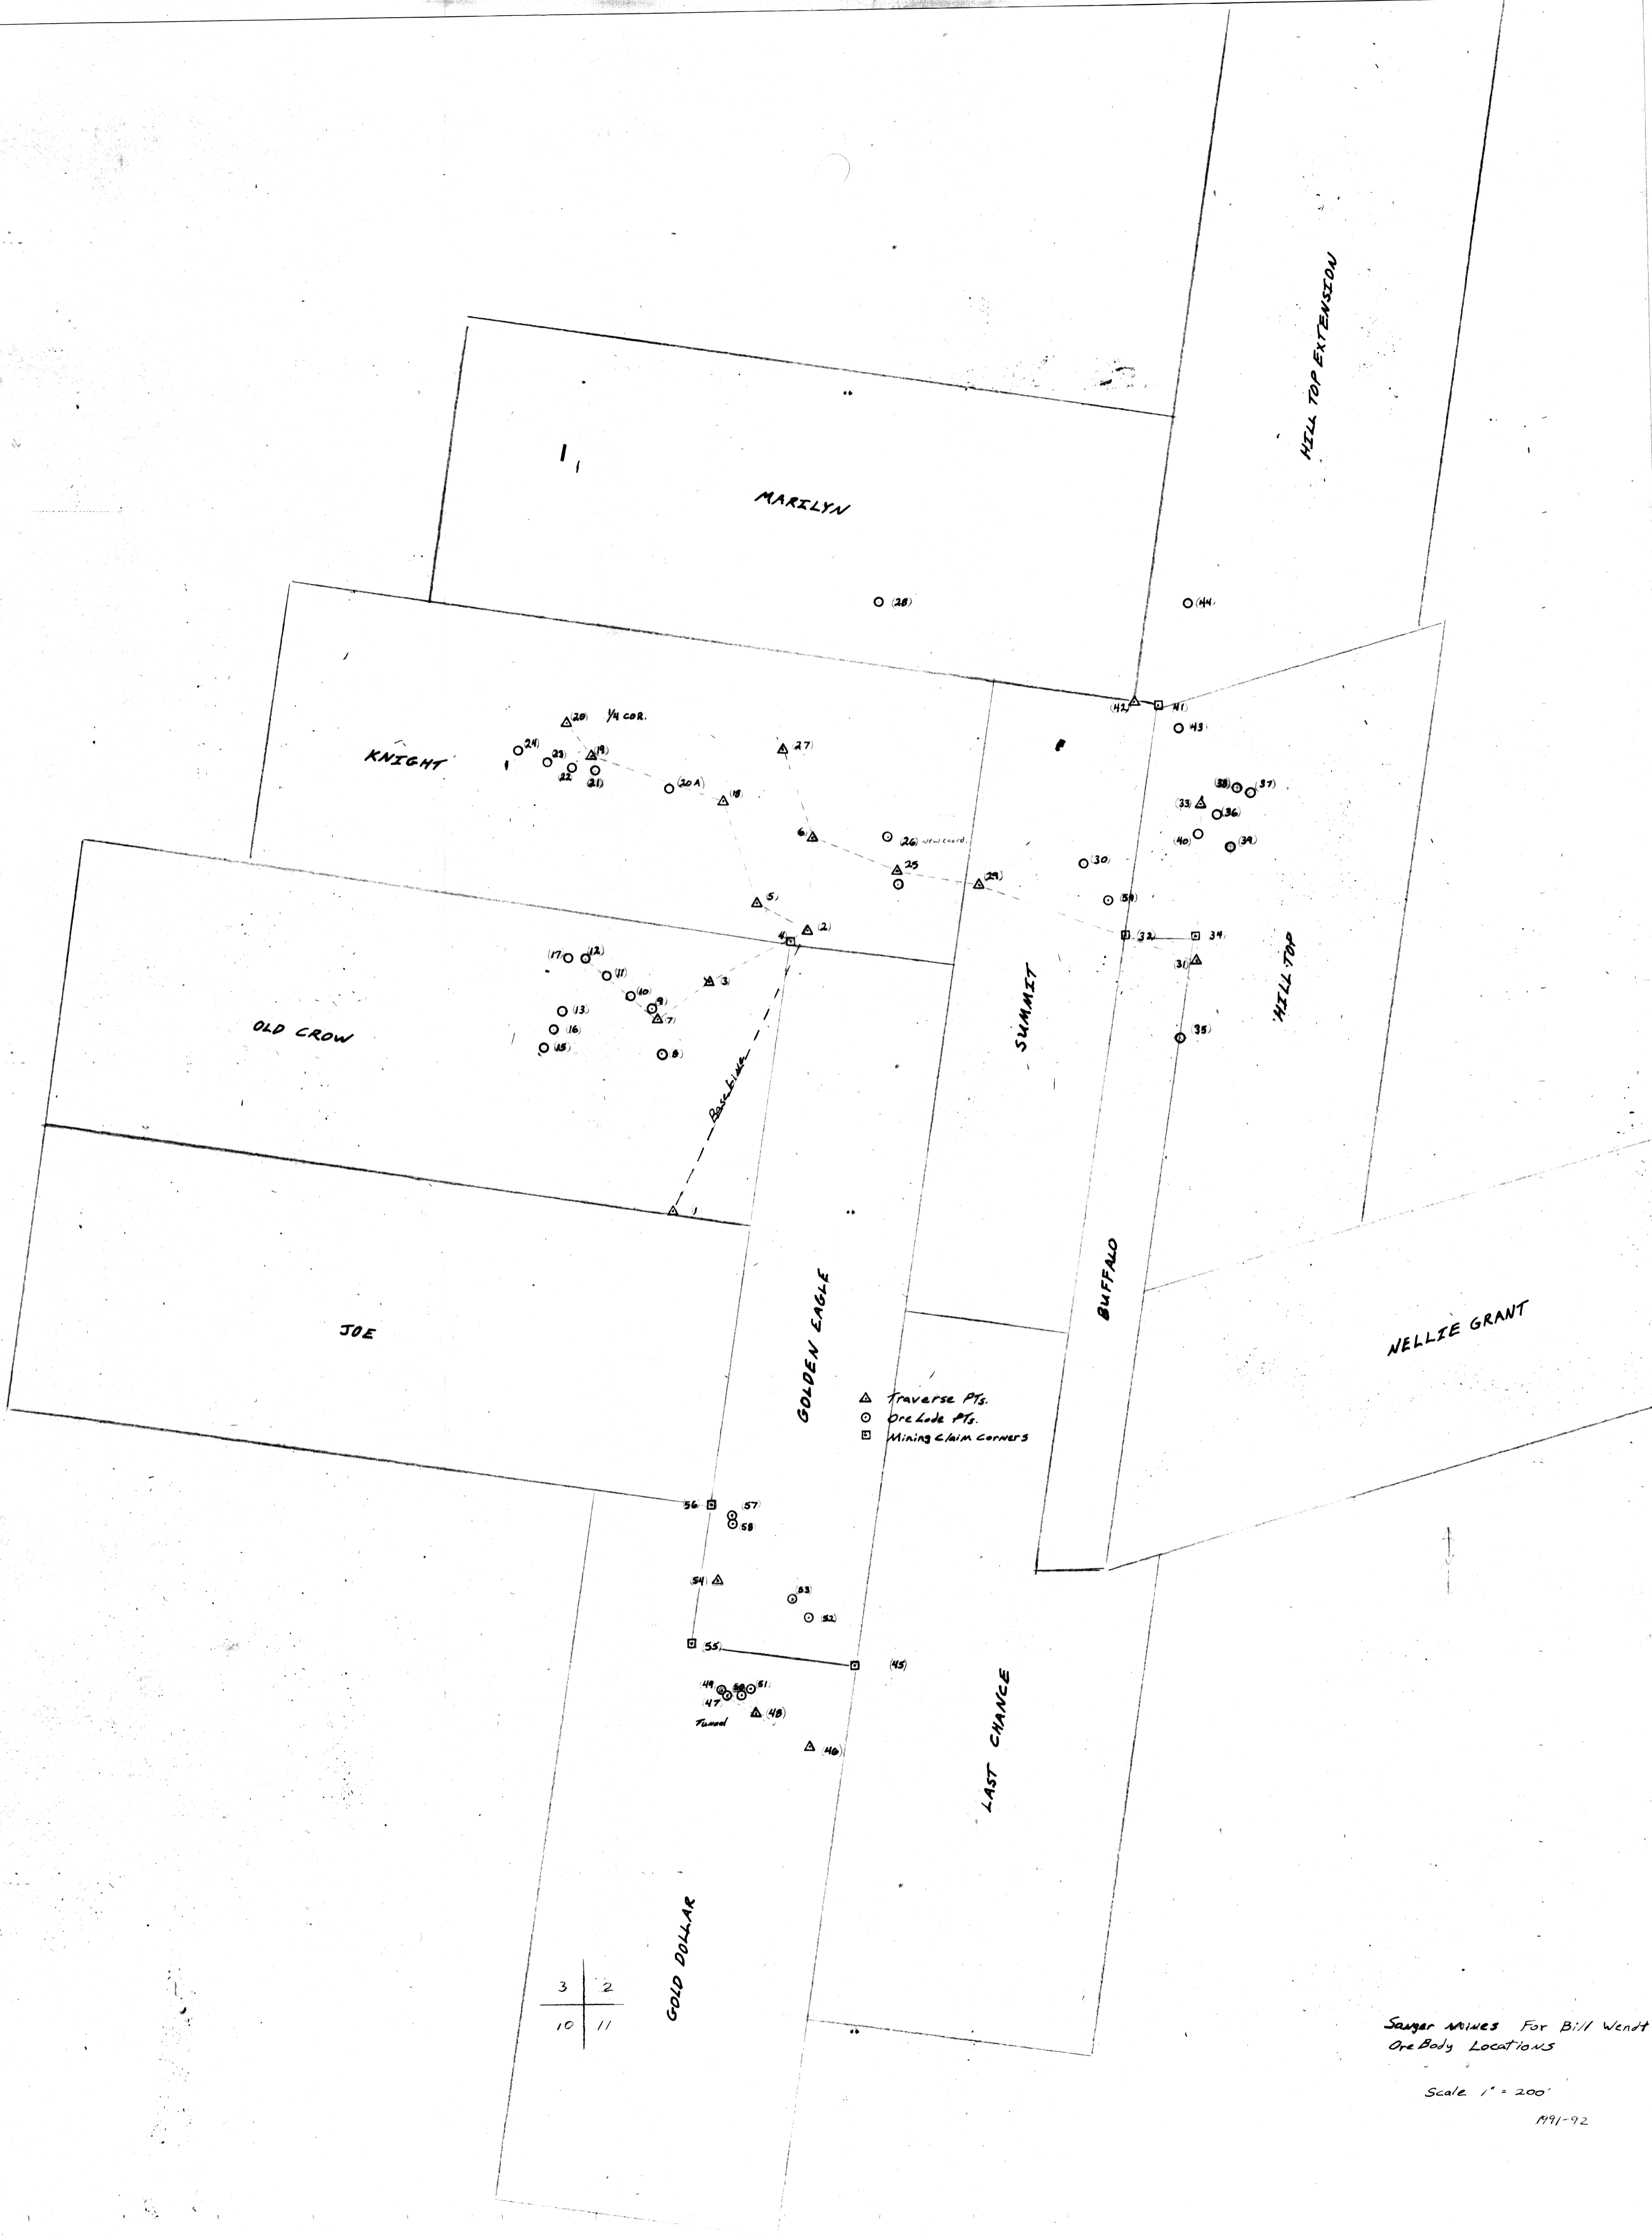 HILL TOP EXTENSION
MARILYN
(28)
(44)
(42)
41)
43)
(20) 1/4 COR.
(27)
24)
23)
(19)
KNIGHT
22
(21)
(20A)
(18)
(38)
(37)
(33)
(36)
6)
(26) New Coord.
(40)
(39)
25
(30)
(29)
5)
(59)
(2)
4
(32)
34)
(17)
(12)
(31)
(11)
3)
(10)
9
(13)
(7)
OLD CROW
(16)
SUMMIT
HILL TOP
(35)
(15)
(8)
Baseline
1)
JOE
GOLDEN EAGLE
BUFFALO
NELLIE GRANT
Traverse PTs.
Ore Lode PTs.
Mining Claim Corners
56
(57)
58
(54)
53)
(52)
(55)
(45)
49
50
(51)
(47
(48)
Tunnel
(46)
LAST CHANCE
GOLD DOLLAR
3 2
10 11
Sanger Mines For Bill Wendt
Ore Body Locations
Scale 1" = 200'
1991-92